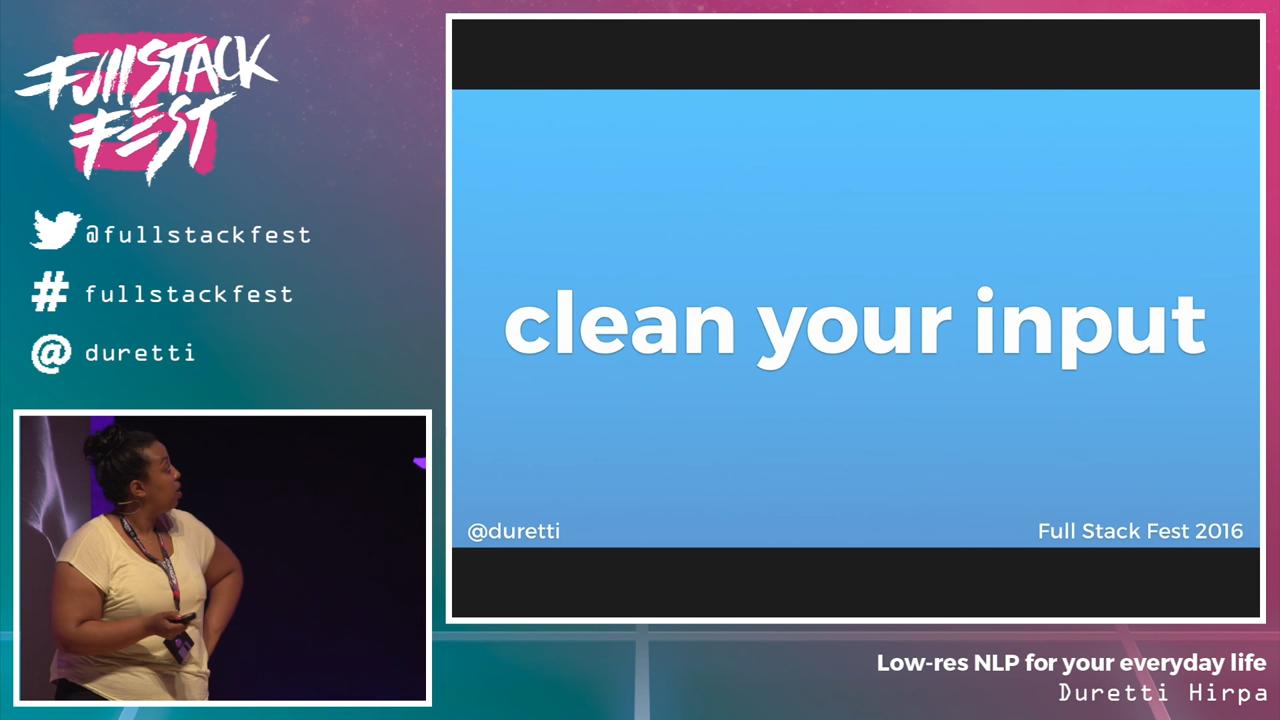 FullSTACK
FEST
@fullstackfest
# fullstackfest
@ duretti
clean your input
@duretti
Full Stack Fest 2016
Low-res NLP for your everyday life
Duretti Hirpa